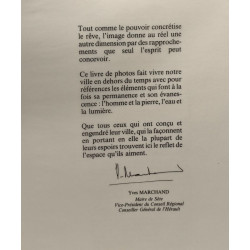 Tout comme le pouvoir concrétise
le rêve, l'image donne au réel une
autre dimension par des rapproche-
ments que seul l'esprit peut
concevoir.
Ce livre de photos fait vivre notre
ville en dehors du temps avec pour
références les éléments qui font à la
fois sa permanence et son évanes-
cence : l'homme et la pierre, l'eau et
la lumière.
Que tous ceux qui ont conçu et
engendré leur ville, qui la façonnent
en portant en elle la plupart de
leurs espoirs trouvent ici le reflet de
l'espace qu'ils aiment.
Yves MARCHAND
Maire de Sète
Vice-Président du Conseil Régional
Conseiller Général de l'Hérault